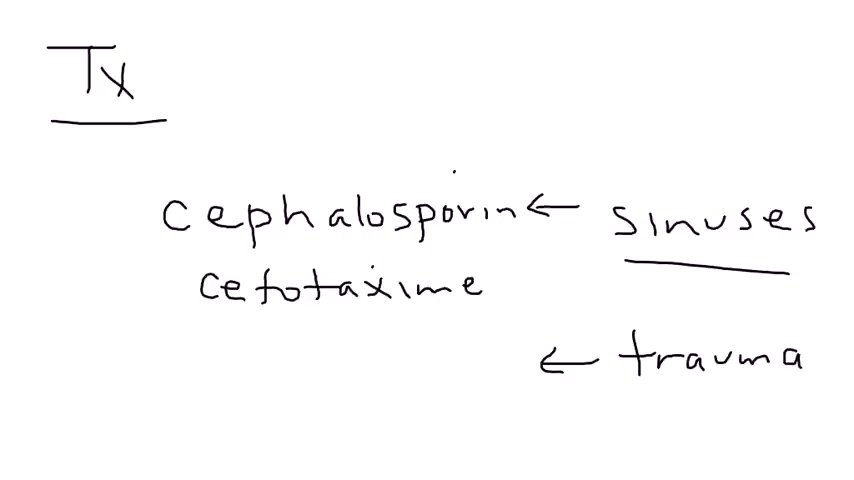 Tx
cephalosporin ← sinuses
cefotaxime
← trauma